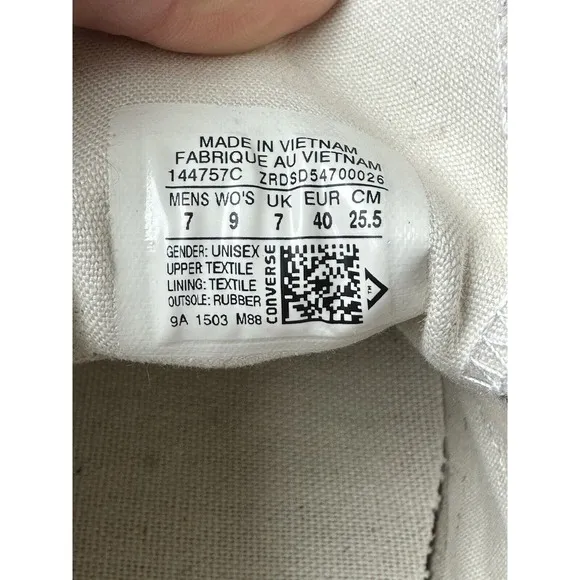 MADE IN VIETNAM
FABRIQUE AU VIETNAM
144757C ZRDSD54700026
MENS WO'S UK EUR CM
7 9 7 40 25.5
GENDER: UNISEX
UPPER TEXTILE
LINING: TEXTILE
OUTSOLE: RUBBER
9A 1503 M88
CONVERSE
TM